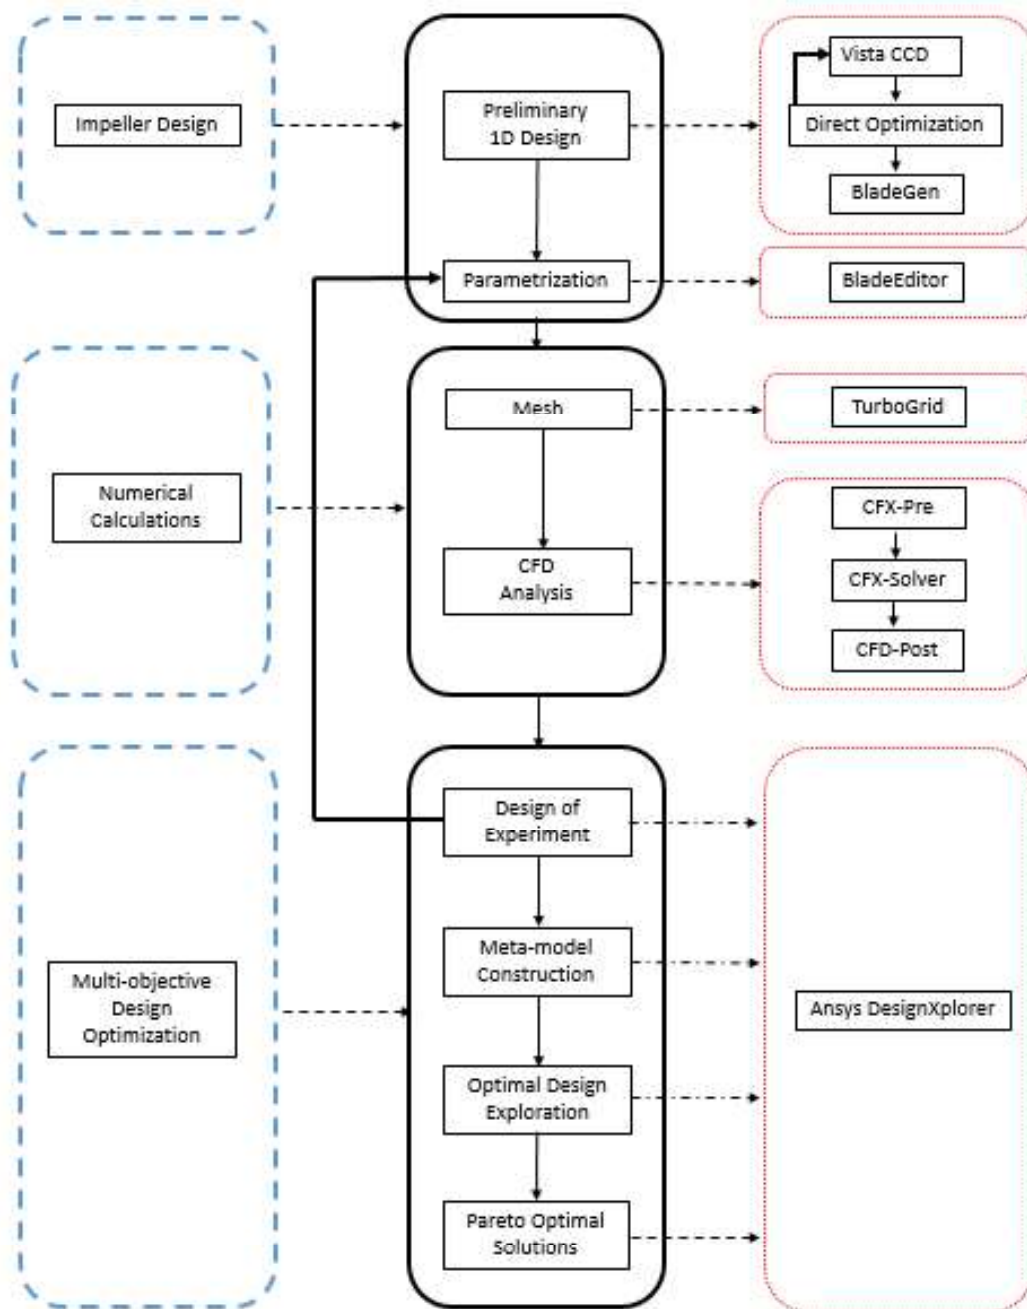 Impeller Design
Preliminary
1D Design
Vista CCD
Direct Optimization
BladeGen
Parametrization
BladeEditor
Numerical
Calculations
Mesh
TurboGrid
CFD
Analysis
CFX-Pre
CFX-Solver
CFD-Post
Multi-objective
Design
Optimization
Design of
Experiment
Meta-model
Construction
Optimal Design
Exploration
Pareto Optimal
Solutions
Ansys DesignXplorer